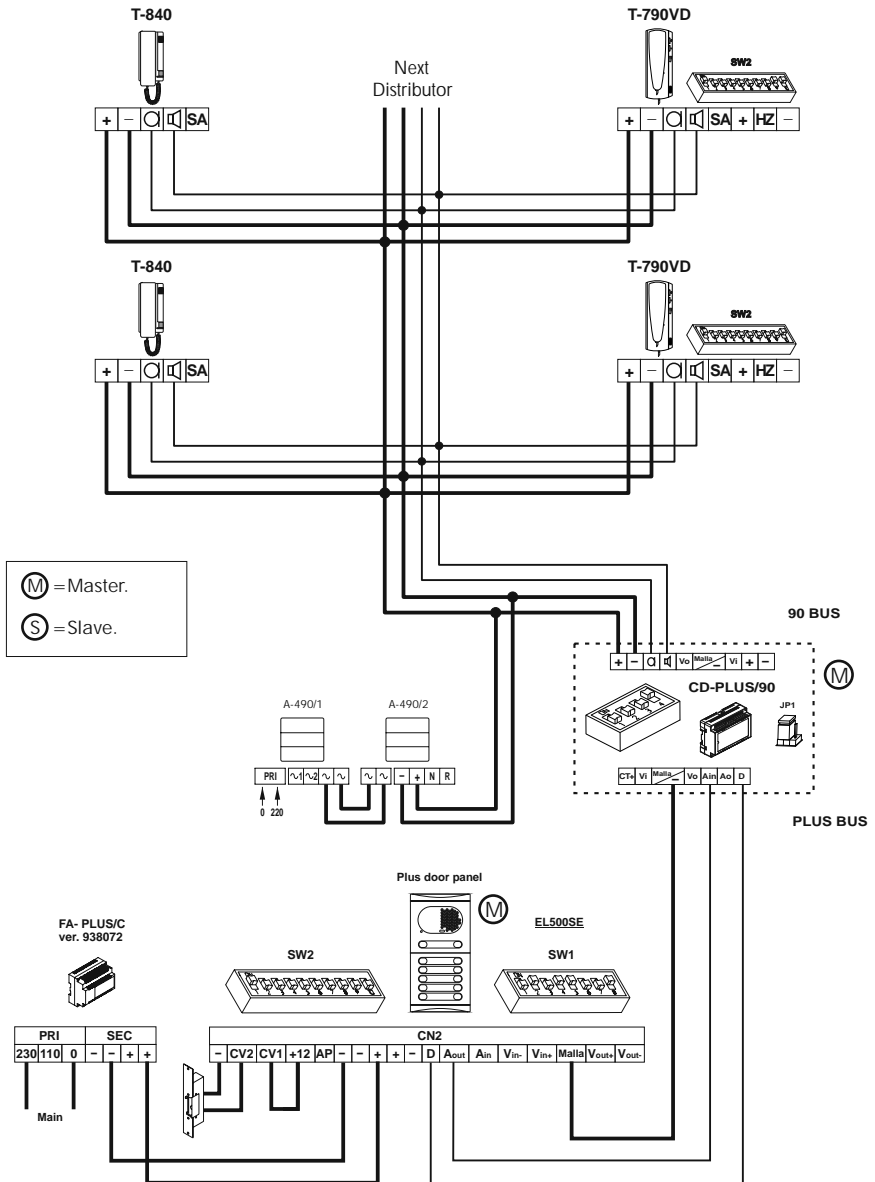 T-840
T-790VD
SW2
Next
Distributor
+ − SA
+ − SA + HZ −
T-840
T-790VD
SW2
+ − SA
+ − SA + HZ −
M =Master.
S =Slave.
90 BUS
+ − Vo Malla − Vi + −
M
CD-PLUS/90
JP1
A-490/1
A-490/2
PRI ∿1 ∿2 ∿ ∿
∿ ∿ − + N R
0 220
CT+ Vi Malla − Vo Ain Ao D
PLUS BUS
Plus door panel
M
EL500SE
FA- PLUS/C
ver. 938072
SW2
SW1
PRI SEC
CN2
230 110 0 − − + +
− CV2 CV1 +12 AP − − + + − D Aout Ain Vin- Vin+ Malla Vout+ Vout-
Main